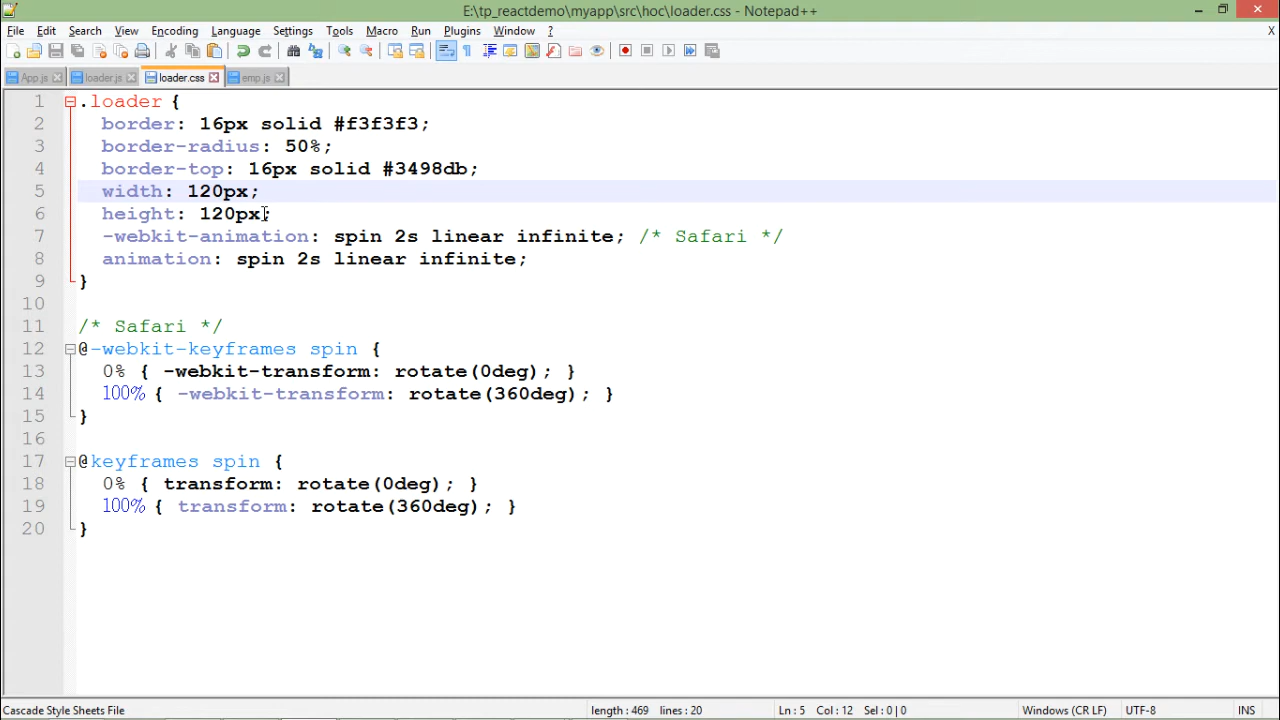 E:\tp_reactdemo\myapp\src\hoc\loader.css - Notepad++
File Edit Search View Encoding Language Settings Tools Macro Run Plugins Window ? X
App.js loader.js loader.css emp.js
1 .loader {
2 border: 16px solid #f3f3f3;
3 border-radius: 50%;
4 border-top: 16px solid #3498db;
5 width: 120px;
6 height: 120px;
7 -webkit-animation: spin 2s linear infinite; /* Safari */
8 animation: spin 2s linear infinite;
9 }
10
11 /* Safari */
12 @-webkit-keyframes spin {
13 0% { -webkit-transform: rotate(0deg); }
14 100% { -webkit-transform: rotate(360deg); }
15 }
16
17 @keyframes spin {
18 0% { transform: rotate(0deg); }
19 100% { transform: rotate(360deg); }
20 }
Cascade Style Sheets File length : 469 lines : 20 Ln : 5 Col : 12 Sel : 0 | 0 Windows (CR LF) UTF-8 INS